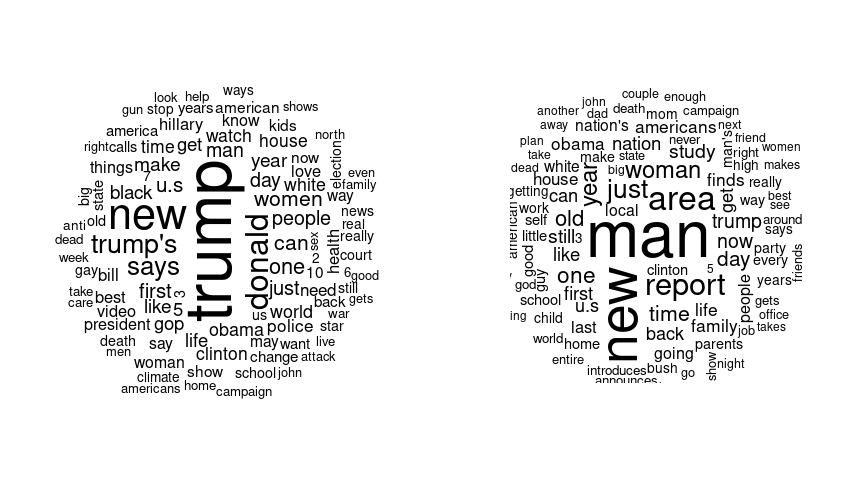 ways
look help
gun stop years american shows
america hillary know kids
rightcalls time get watch house north
man
things make year now election
7 love
big state black u.s day white even
family
women way
anti old new trump donald people news
real
dead trump's can sex really
week says one 2 health court
gay bill 10 6 good
take first 3 just need still
care best like 5 back gets
video us world war
president gop obama police star
death say life may want live
men clinton change attack
woman show school john
climate home
americans campaign
couple enough
john death mom campaign
another dad
away nation's americans next
plan obama nation never man's friend
take make state study right women
dead white big woman high makes
house year finds really
getting can just area get way best
work local see
american self old man trump around
says
little still 3 now party
good like day every friends
guy one clinton 5
god report years
school first new people gets
ing child u.s time life office
last back family job takes
world home going parents
entire show night
introduces bush go
announces